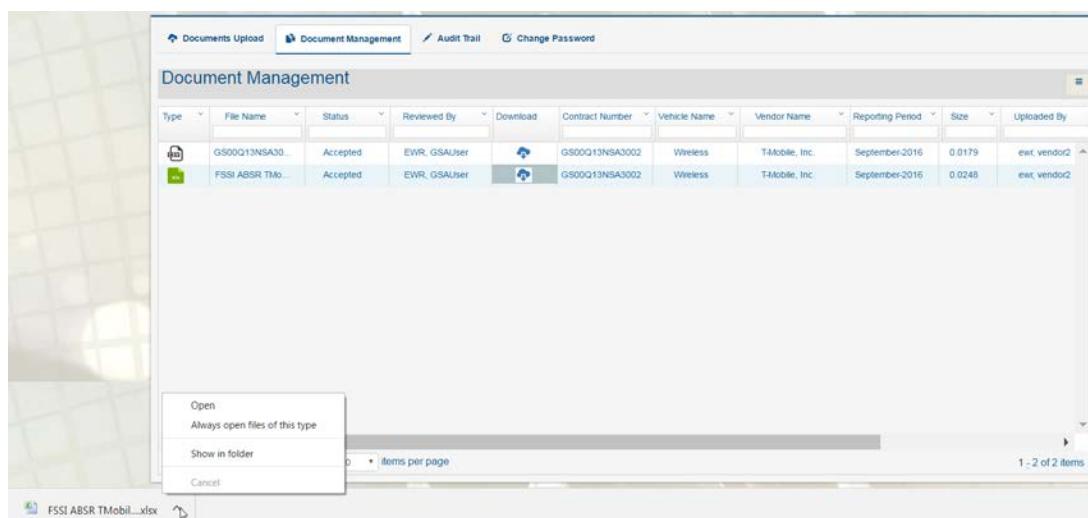 Documents Upload Document Management Audit Trail Change Password
Document Management
Type File Name Status Reviewed By Download Contract Number Vehicle Name Vendor Name Reporting Period Size Uploaded By
GS00Q13NSA30... Accepted EWR, GSAUser GS00Q13NSA3002 Wireless T-Mobile, Inc. September-2016 0.0179 ewr, vendor2
FSSI ABSR TMo... Accepted EWR, GSAUser GS00Q13NSA3002 Wireless T-Mobile, Inc. September-2016 0.0248 ewr, vendor2
Open
Always open files of this type
Show in folder
Cancel
items per page 1 - 2 of 2 items
FSSI ABSR TMobil....xlsx